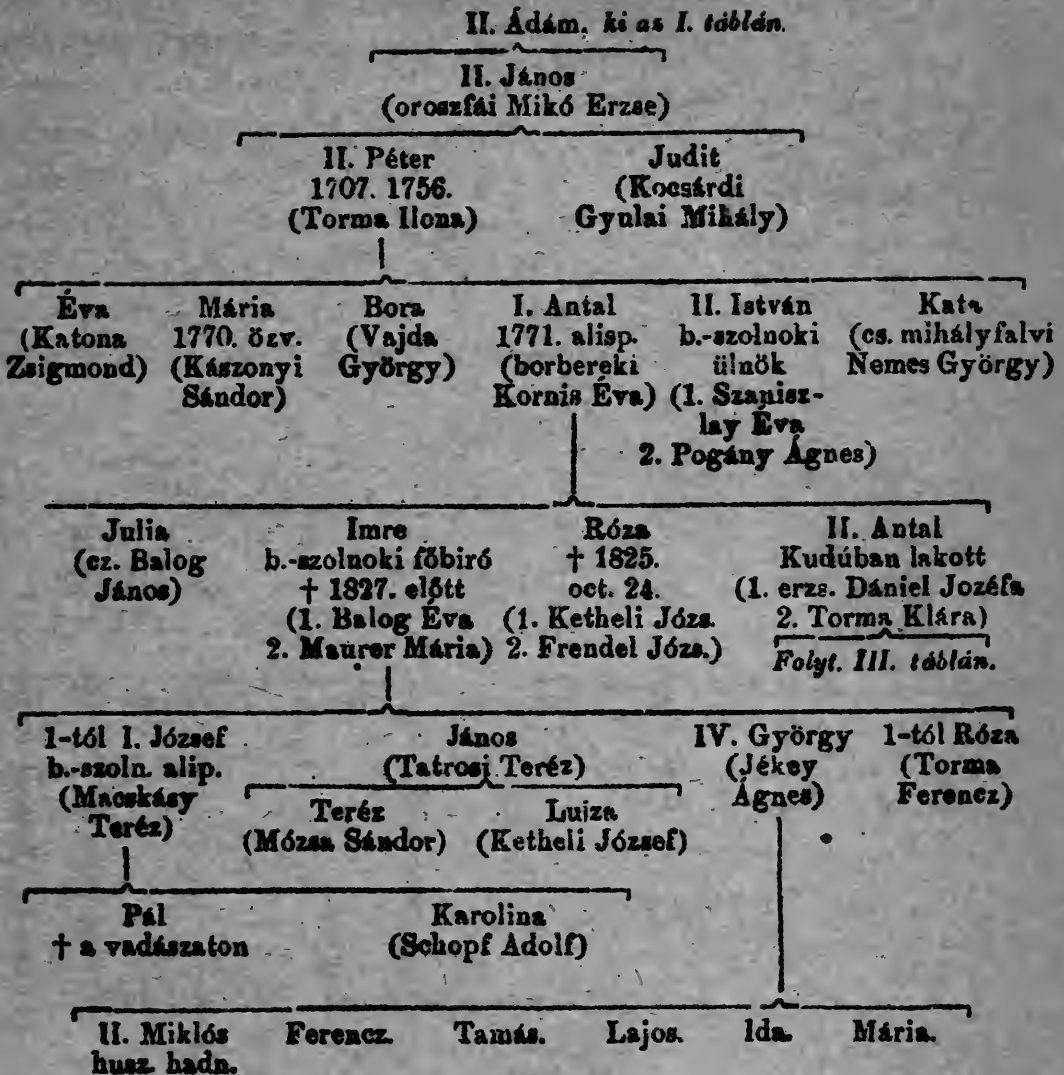 II. Ádám, ki as I. táblán.
II. János
(oroszfái Mikó Erzse)
II. Péter
1707. 1756.
(Torma Ilona)
Judit
(Kocsárdi
Gyulai Mihály)
Éva
(Katona
Zsigmond)
Mária
1770. özv.
(Kászonyi
Sándor)
Bora
(Vajda
György)
I. Antal
1771. alisp.
(borbereki
Kornis Éva)
II. István
b.-szolnoki
ülnök
(1. Szanisz-
lay Éva
2. Pogány Ágnes)
Kata
(cs. mihályfalvi
Nemes György)
Julia
(cz. Balog
János)
Imre
b.-szolnoki főbiró
† 1827. előtt
(1. Balog Éva
2. Maurer Mária)
Róza
† 1825.
oct. 24.
(1. Ketheli Józs.
2. Frendel Józs.)
II. Antal
Kudúban lakott
(1. erzs. Dániel Jozéfa
2. Torma Klára)
Folyt. III. táblán.
1-tól I. József
b.-szoln. alip.
(Macskásy
Teréz)
János
(Tatrosi Teréz)
Teréz
(Mózsa Sándor)
Luiza
(Ketheli József)
IV. György
(Jékey
Ágnes)
1-tól Róza
(Torma
Ferencz)
Pál
† a vadászaton
Karolina
(Schopf Adolf)
II. Miklós
husz. hadn.
Ferencz.
Tamás.
Lajos.
Ida.
Mária.